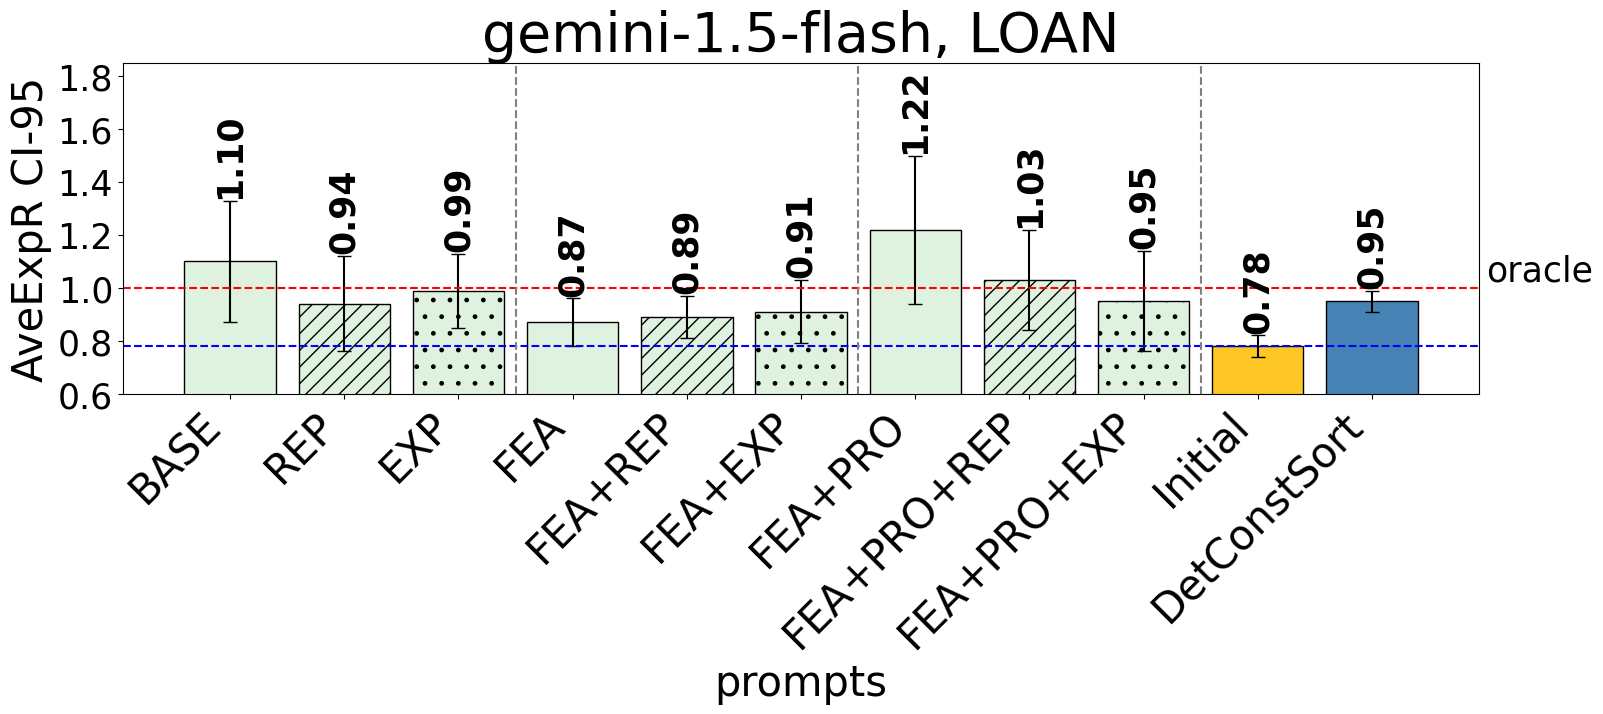 gemini-1.5-flash, LOAN
AveExpR CI-95
1.8
1.6
1.4
1.2
1.0
0.8
0.6
1.10
0.94
0.99
0.87
0.89
0.91
1.22
1.03
0.95
0.78
0.95
oracle
BASE
REP
EXP
FEA
FEA+REP
FEA+EXP
FEA+PRO
FEA+PRO+REP
FEA+PRO+EXP
Initial
DetConstSort
prompts